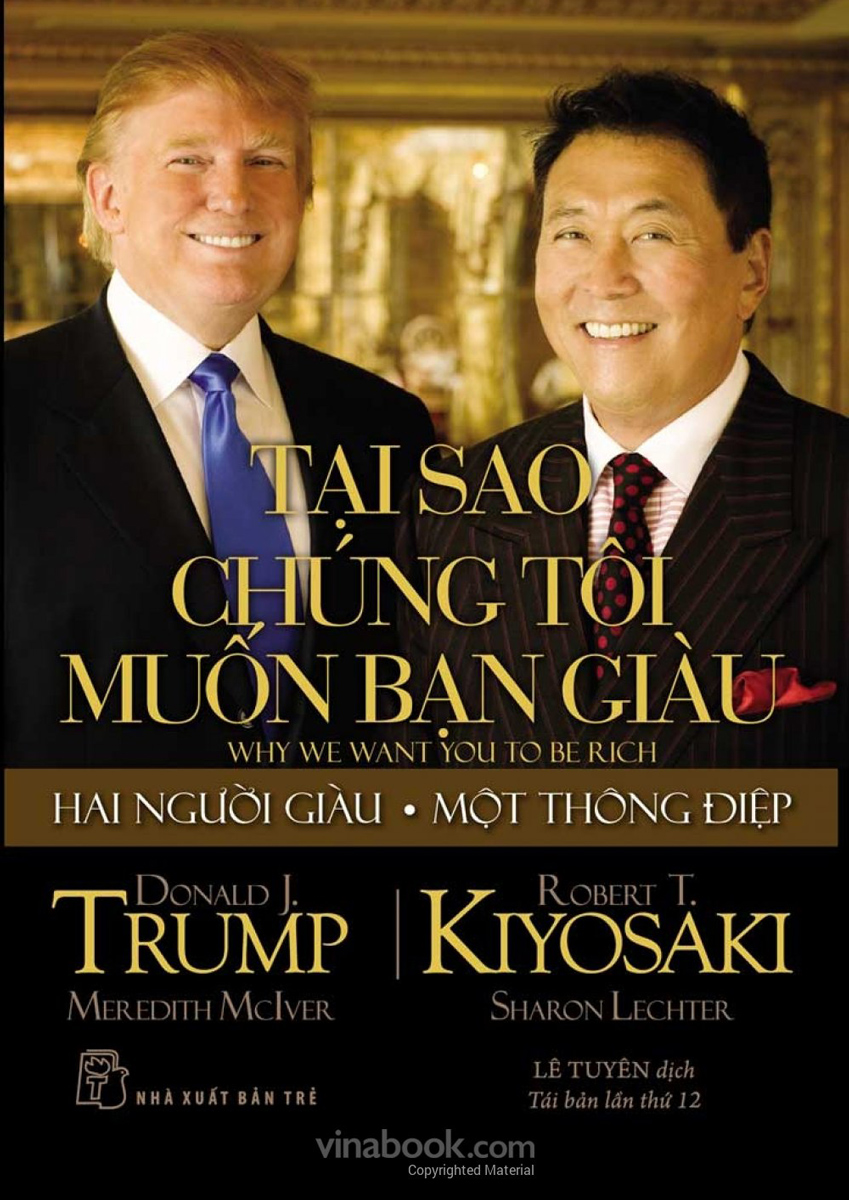 TẠI SAO
CHÚNG TÔI
MUỐN BẠN GIÀU
WHY WE WANT YOU TO BE RICH
HAI NGƯỜI GIÀU • MỘT THÔNG ĐIỆP
DONALD J.
TRUMP
MEREDITH MCIVER
ROBERT T.
KIYOSAKI
SHARON LECHTER
T
NHÀ XUẤT BẢN TRẺ
LÊ TUYÊN dịch
Tái bản lần thứ 12
vinabook.com
Copyrighted Material